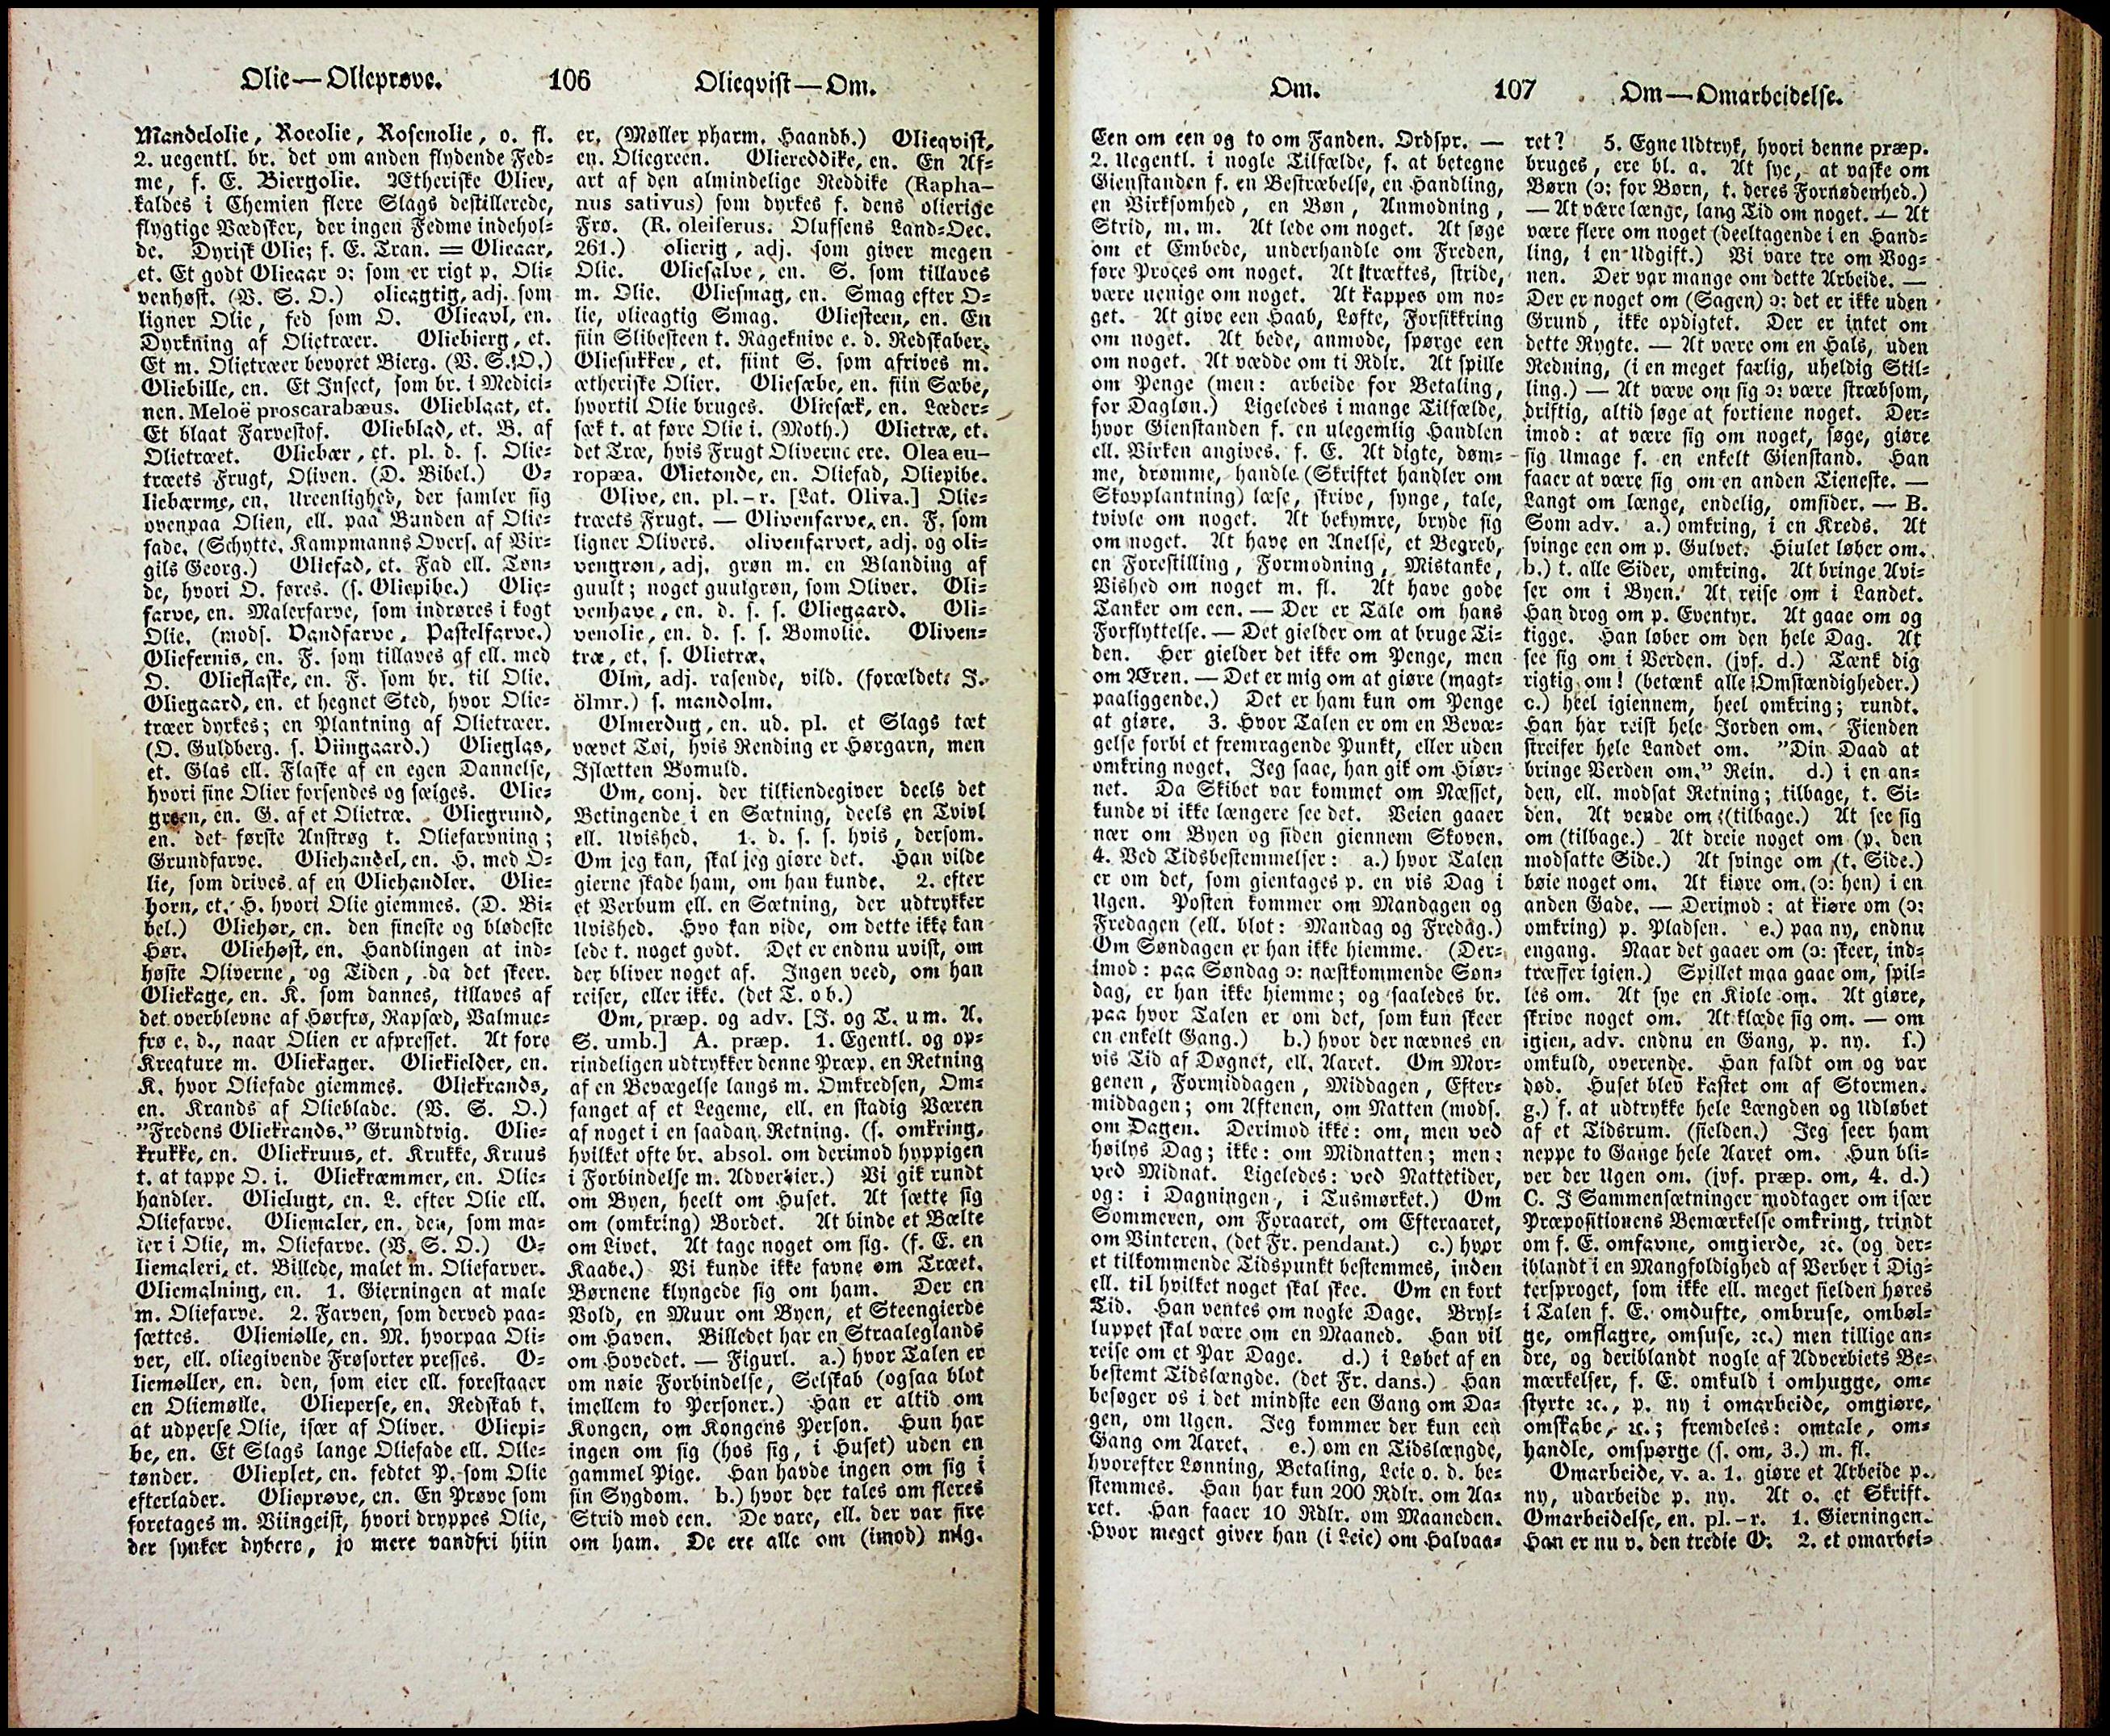 Olie—Olieprøve.
106
Olieqvist—Om.
Mandelolie, Roeolie, Rosenolie, o. fl.
2. uegentl. br. det om anden flydende Fed-
me, f. E. Biergolie. Ætheriske Olier,
kaldes i Chemien flere Slags destillerede,
flygtige Vædsker, der ingen Fedme indehol-
de. Dyrisk Olie; f. E. Tran. = Olieaar,
et. Et godt Olieaar ɔ: som er rigt p. Oli-
venhøst. (V. S. O.) olieagtig, adj. som
ligner Olie, fed som O. Olieavl, en.
Dyrkning af Olietræer. Oliebierg, et.
Et m. Olietræer bevoxet Bierg. (V. S. O.)
Oliebille, en. Et Insect, som br. i Medici-
nen. Meloë proscarabæus. Olieblaat, et.
Et blaat Farvestof. Olieblad, et. B. af
Olietræet. Oliebær, et. pl. d. s. Olie-
træets Frugt, Oliven. (D. Bibel.) O-
liebærme, en. Ureenlighed, der samler sig
ovenpaa Olien, ell. paa Bunden af Olie-
fade. (Schytte. Kampmanns Overs. af Vir-
gils Georg.) Oliefad, et. Fad ell. Tøn-
de, hvori O. føres. (s. Oliepibe.) Olie-
farve, en. Malerfarve, som indrøres i kogt
Olie. (mods. Vandfarve, Pastelfarve.)
Oliefernis, en. F. som tillaves af ell. med
O. Olieflaske, en. F. som br. til Olie.
Oliegaard, en. et hegnet Sted, hvor Olie-
træer dyrkes; en Plantning af Olietræer.
(O. Guldberg. s. Viingaard.) Olieglas,
et. Glas ell. Flaske af en egen Dannelse,
hvori fine Olier forsendes og sælges. Olie-
green, en. G. af et Olietræ. Oliegrund,
en. det første Anstrøg t. Oliefarvning;
Grundfarve. Oliehandel, en. H. med O-
lie, som drives af en Oliehandler. Olie-
horn, et. H. hvori Olie giemmes. (D. Bi-
bel.) Oliehør, en. den fineste og blødeste
Hør. Oliehøst, en. Handlingen at ind-
høste Oliverne, og Tiden, da det skeer.
Oliekage, en. K. som dannes, tillaves af
det overblevne af Hørfrø, Rapsæd, Valmue-
frø e. d., naar Olien er afpresset. At fore
Kreature m. Oliekager. Oliekielder, en.
K. hvor Oliefade giemmes. Oliekrands,
en. Krands af Olieblade. (V. S. O.)
"Fredens Oliekrands." Grundtvig. Olie-
krukke, en. Oliekruus, et. Krukke, Kruus
t. at tappe O. i. Oliekræmmer, en. Olie-
handler. Olielugt, en. L. efter Olie ell.
Oliefarve. Oliemaler, en. den, som ma-
ler i Olie, m. Oliefarve. (V. S. O.) O-
liemaleri, et. Billede, malet m. Oliefarver.
Oliemalning, en. 1. Gierningen at male
m. Oliefarve. 2. Farven, som derved paa-
sættes. Oliemølle, en. M. hvorpaa Oli-
ver, ell. oliegivende Frøsorter presses. O-
liemøller, en. den, som eier ell. forestaaer
en Oliemølle. Olieperse, en. Redskab t.
at udperse Olie, især af Oliver. Oliepi-
be, en. Et Slags lange Oliefade ell. Olie-
tønder. Olieplet, en. fedtet P. som Olie
efterlader. Olieprøve, en. En Prøve som
foretages m. Viingeist, hvori dryppes Olie,
der synker dybere, jo mere vandfri hiin
er. (Møller pharm. Haandb.) Olieqvist,
en. Oliegreen. Oliereddike, en. En Af-
art af den almindelige Reddike (Rapha-
nus sativus) som dyrkes f. dens olierige
Frø. (R. oleiferus. Olufsens Land-Oec.
261.) olierig, adj. som giver megen
Olie. Oliesalve, en. S. som tillaves
m. Olie. Oliesmag, en. Smag efter O-
lie, olieagtig Smag. Oliesteen, en. En
fiin Slibesteen t. Rageknive e. d. Redskaber.
Oliesukker, et. fiint S. som afrives m.
ætheriske Olier. Oliesæbe, en. fiin Sæbe,
hvortil Olie bruges. Oliesæk, en. Læder-
sæk t. at føre Olie i. (Moth.) Olietræ, et.
det Træ, hvis Frugt Oliverne ere. Olea eu-
ropæa. Olietønde, en. Oliefad, Oliepibe.
Olive, en. pl.-r. [Lat. Oliva.] Olie-
træets Frugt. — Olivenfarve, en. F. som
ligner Olivers. olivenfarvet, adj. og oli-
vengrøn, adj. grøn m. en Blanding af
guult; noget guulgrøn, som Oliver. Oli-
venhave, en. d. s. s. Oliegaard. Oli-
venolie, en. d. s. s. Bomolie. Oliven-
træ, et. s. Olietræ.
Olm, adj. rasende, vild. (forældet. J.
ölmr.) s. mandolm.
Olmerdug, en. ud. pl. et Slags tæt
vævet Tøi, hvis Rending er Hørgarn, men
Islætten Bomuld.
Om, conj. der tilkiendegiver deels det
Betingende i en Sætning, deels en Tvivl
ell. Uvished. 1. d. s. s. hvis, dersom.
Om jeg kan, skal jeg giøre det. Han vilde
gierne skade ham, om han kunde. 2. efter
et Verbum ell. en Sætning, der udtrykker
Uvished. Hvo kan vide, om dette ikke kan
lede t. noget godt. Det er endnu uvist, om
der bliver noget af. Ingen veed, om han
reiser, eller ikke. (det T. ob.)
Om, præp. og adv. [J. og T. um. A.
S. umb.] A. præp. 1. Egentl. og op-
rindeligen udtrykker denne Præp. en Retning
af en Bevægelse langs m. Omkredsen, Om-
fanget af et Legeme, ell. en stadig Væren
af noget i en saadan Retning. (s. omkring,
hvilket ofte br. absol. om derimod hyppigen
i Forbindelse m. Adverbier.) Vi gik rundt
om Byen, heelt om Huset. At sætte sig
om (omkring) Bordet. At binde et Bælte
om Livet. At tage noget om sig. (f. E. en
Kaabe.) Vi kunde ikke favne om Træet.
Børnene klyngede sig om ham. Der en
Vold, en Muur om Byen, et Steengierde
om Haven. Billedet har en Straaleglands
om Hovedet. — Figurl. a.) hvor Talen er
om nøie Forbindelse, Selskab (ogsaa blot
imellem to Personer.) Han er altid om
Kongen, om Kongens Person. Hun har
ingen om sig (hos sig, i Huset) uden en
gammel Pige. Han havde ingen om sig i
sin Sygdom. b.) hvor der tales om fleres
Strid mod een. De vare, ell. der var fire
om ham. De ere alle om (imod) mig.
Om.
107
Om—Omarbeidelse.
Een om een og to om Fanden. Ordspr. —
2. Uegentl. i nogle Tilfælde, f. at betegne
Gienstanden f. en Bestræbelse, en Handling,
en Virksomhed, en Bøn, Anmodning,
Strid, m. m. At lede om noget. At søge
om et Embede, underhandle om Freden,
føre Proces om noget. At trættes, stride,
være uenige om noget. At kappes om no-
get. At give een Haab, Løfte, Forsikkring
om noget. At bede, anmode, spørge een
om noget. At vædde om ti Rdlr. At spille
om Penge (men: arbeide for Betaling,
for Dagløn.) Ligeledes i mange Tilfælde,
hvor Gienstanden f. en ulegemlig Handlen
ell. Virken angives. f. E. At digte, døm-
me, drømme, handle (Skriftet handler om
Skovplantning) læse, skrive, synge, tale,
tvivle om noget. At bekymre, bryde sig
om noget. At have en Anelse, et Begreb,
en Forestilling, Formodning, Mistanke,
Vished om noget m. fl. At have gode
Tanker om een. — Der er Tale om hans
Forflyttelse. — Det gielder om at bruge Ti-
den. Her gielder det ikke om Penge, men
om Æren. — Det er mig om at giøre (magt-
paaliggende.) Det er ham kun om Penge
at giøre. 3. Hvor Talen er om en Bevæ-
gelse forbi et fremragende Punkt, eller uden
omkring noget. Jeg saae, han gik om Hiør-
net. Da Skibet var kommet om Næsset,
kunde vi ikke længere see det. Veien gaaer
nær om Byen og siden giennem Skoven.
4. Ved Tidsbestemmelser: a.) hvor Talen
er om det, som gientages p. en vis Dag i
Ugen. Posten kommer om Mandagen og
Fredagen (ell. blot: Mandag og Fredag.)
Om Søndagen er han ikke hiemme. (Der-
imod: paa Søndag ɔ: næstkommende Søn-
dag, er han ikke hiemme; og saaledes br.
paa hvor Talen er om det, som kun skeer
en enkelt Gang.) b.) hvor der nævnes en
vis Tid af Døgnet, ell. Aaret. Om Mor-
genen, Formiddagen, Middagen, Efter-
middagen; om Aftenen, om Natten (mods.
om Dagen. Derimod ikke: om, men ved
høilys Dag; ikke: om Midnatten; men:
ved Midnat. Ligeledes: ved Nattetider,
og: i Dagningen, i Tusmørket.) Om
Sommeren, om Foraaret, om Efteraaret,
om Vinteren. (det Fr. pendant.) c.) hvor
et tilkommende Tidspunkt bestemmes, inden
ell. til hvilket noget skal skee. Om en kort
Tid. Han ventes om nogle Dage. Bryl-
luppet skal være om en Maaned. Han vil
reise om et Par Dage. d.) i Løbet af en
bestemt Tidslængde. (det Fr. dans.) Han
besøger os i det mindste een Gang om Da-
gen, om Ugen. Jeg kommer der kun een
Gang om Aaret. e.) om en Tidslængde,
hvorefter Lønning, Betaling, Leie o. d. be-
stemmes. Han har kun 200 Rdlr. om Aa-
ret. Han faaer 10 Rdlr. om Maaneden.
Hvor meget giver han (i Leie) om Halvaa-
ret? 5. Egne Udtryk, hvori denne præp.
bruges, ere bl. a. At sye, at vaske om
Børn (ɔ: for Børn, t. deres Fornødenhed.)
— At være længe, lang Tid om noget. — At
være flere om noget (deeltagende i en Hand-
ling, i en Udgift.) Vi vare tre om Vog-
nen. Der var mange om dette Arbeide. —
Der er noget om (Sagen) ɔ: det er ikke uden
Grund, ikke opdigtet. Der er intet om
dette Rygte. — At være om en Hals, uden
Redning, (i en meget farlig, uheldig Stil-
ling.) — At være om sig ɔ: være stræbsom,
driftig, altid søge at fortiene noget. Der-
imod: at være sig om noget, søge, giøre
sig Umage f. en enkelt Gienstand. Han
faaer at være sig om en anden Tieneste. —
Langt om længe, endelig, omsider. — B.
Som adv. a.) omkring, i en Kreds. At
svinge een om p. Gulvet. Hiulet løber om.
b.) t. alle Sider, omkring. At bringe Avi-
ser om i Byen. At reise om i Landet.
Han drog om p. Eventyr. At gaae om og
tigge. Han løber om den hele Dag. At
see sig om i Verden. (jvf. d.) Tænk dig
rigtig om! (betænk alle Omstændigheder.)
c.) heel igiennem, heel omkring; rundt.
Han har reist hele Jorden om. Fienden
streifer hele Landet om. "Din Daad at
bringe Verden om." Rein. d.) i en an-
den, ell. modsat Retning; tilbage, t. Si-
den. At vende om (tilbage.) At see sig
om (tilbage.) At dreie noget om (p. den
modsatte Side.) At svinge om (t. Side.)
bøie noget om. At kiøre om (ɔ: hen) i en
anden Gade. — Derimod: at kiøre om (ɔ:
omkring) p. Pladsen. e.) paa ny, endnu
engang. Naar det gaaer om (ɔ: skeer, ind-
træffer igien.) Spillet maa gaae om, spil-
les om. At sye en Kiole om. At giøre,
skrive noget om. At klæde sig om. — om
igien, adv. endnu en Gang, p. ny. f.)
omkuld, overende. Han faldt om og var
død. Huset blev kastet om af Stormen.
g.) f. at udtrykke hele Længden og Udløbet
af et Tidsrum. (sielden.) Jeg seer ham
neppe to Gange hele Aaret om. Hun bli-
ver der Ugen om. (jvf. præp. om, 4. d.)
C. I Sammensætninger modtager om især
Præpositionens Bemærkelse omkring, trindt
om f. E. omfavne, omgierde, ꝛc. (og der-
iblandt i en Mangfoldighed af Verber i Dig-
tersproget, som ikke ell. meget sielden høres
i Talen f. E. omdufte, ombruse, ombøl-
ge, omflagre, omsuse, ꝛc.) men tillige an-
dre, og deriblandt nogle af Adverbiets Be-
mærkelser, f. E. omkuld i omhugge, om-
styrte ꝛc., p. ny i omarbeide, omgiøre,
omskabe, ꝛc.; fremdeles: omtale, om-
handle, omspørge (s. om, 3.) m. fl.
Omarbeide, v. a. 1. giøre et Arbeide p.
ny, udarbeide p. ny. At o. et Skrift.
Omarbeidelse, en. pl.-r. 1. Gierningen.
Han er nu v. den tredie O. 2. et omarbei-